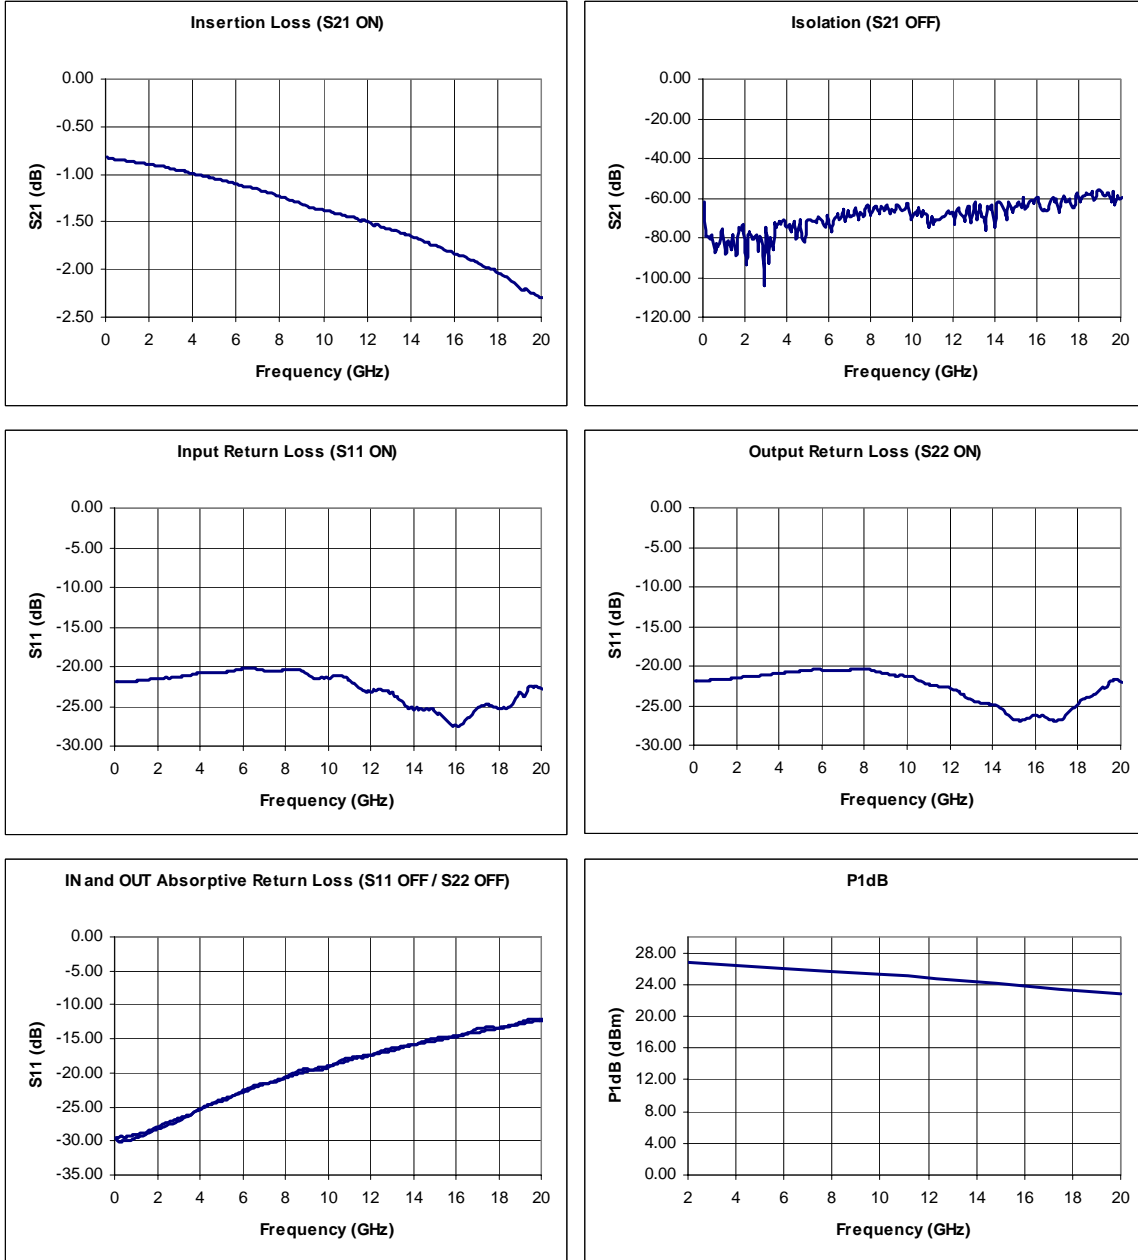 Insertion Loss (S21 ON)
0.00
-0.50
-1.00
-1.50
-2.00
-2.50
S21 (dB)
0 2 4 6 8 10 12 14 16 18 20
Frequency (GHz)
Isolation (S21 OFF)
0.00
-20.00
-40.00
-60.00
-80.00
-100.00
-120.00
S21 (dB)
0 2 4 6 8 10 12 14 16 18 20
Frequency (GHz)
Input Return Loss (S11 ON)
0.00
-5.00
-10.00
-15.00
-20.00
-25.00
-30.00
S11 (dB)
0 2 4 6 8 10 12 14 16 18 20
Frequency (GHz)
Output Return Loss (S22 ON)
0.00
-5.00
-10.00
-15.00
-20.00
-25.00
-30.00
S11 (dB)
0 2 4 6 8 10 12 14 16 18 20
Frequency (GHz)
IN and OUT Absorptive Return Loss (S11 OFF / S22 OFF)
0.00
-5.00
-10.00
-15.00
-20.00
-25.00
-30.00
-35.00
S11 (dB)
0 2 4 6 8 10 12 14 16 18 20
Frequency (GHz)
P1dB
28.00
24.00
20.00
16.00
12.00
8.00
4.00
0.00
P1dB (dBm)
2 4 6 8 10 12 14 16 18 20
Frequency (GHz)